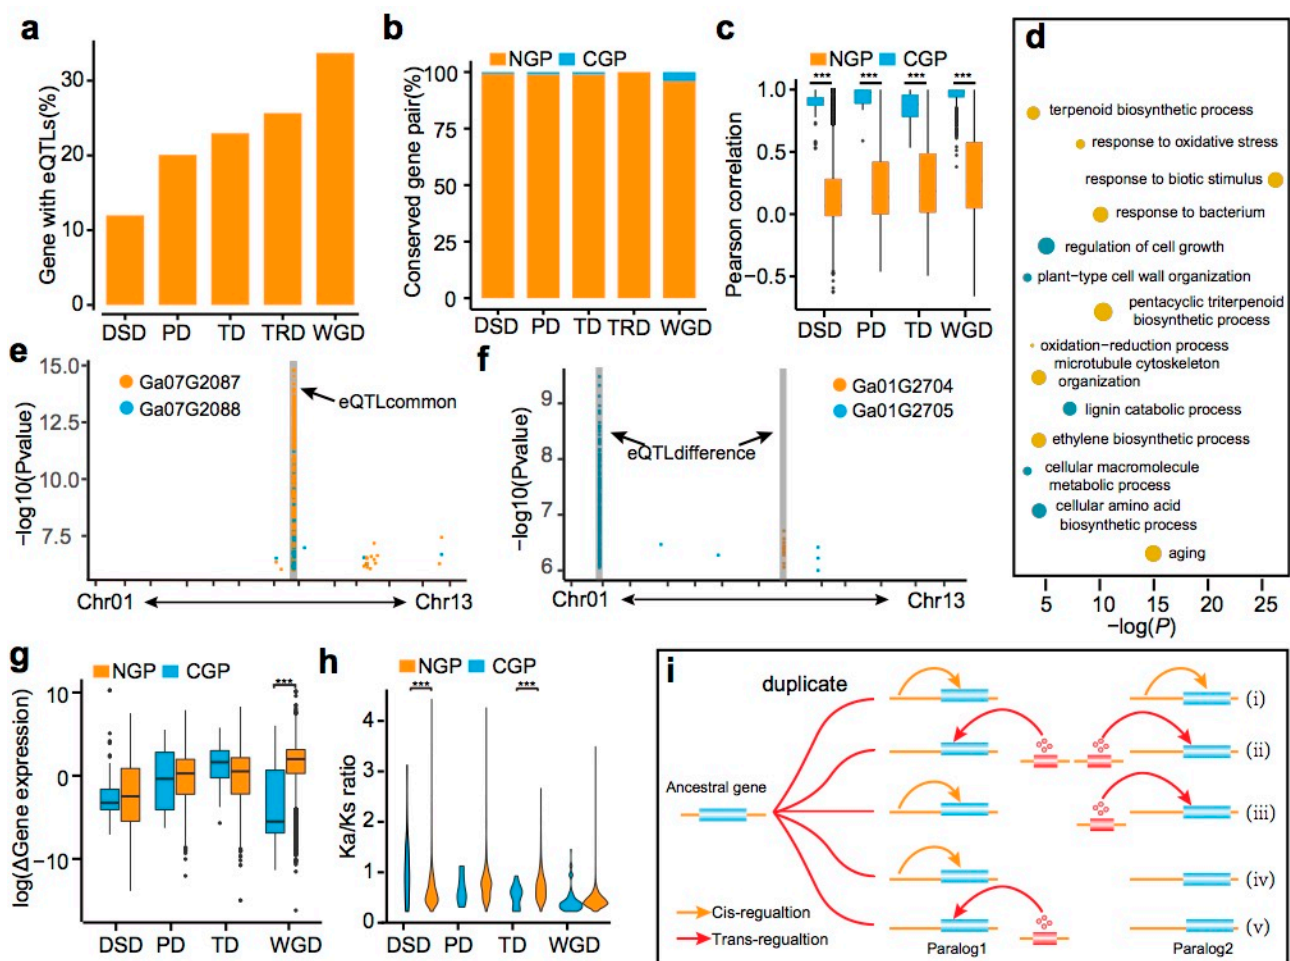 a
Gene with eQTLs(%)
30
20
10
0
DSD PD TD TRD WGD
b
NGP CGP
Conserved gene pair(%)
100
75
50
25
0
DSD PD TD TRD WGD
c
NGP CGP
*** *** *** ***
Pearson correlation
1.0
0.5
0.0
−0.5
DSD PD TD WGD
d
terpenoid biosynthetic process
response to oxidative stress
response to biotic stimulus
response to bacterium
regulation of cell growth
plant−type cell wall organization
pentacyclic triterpenoid
biosynthetic process
oxidation−reduction process
microtubule cytoskeleton
organization
lignin catabolic process
ethylene biosynthetic process
cellular macromolecule
metabolic process
cellular amino acid
biosynthetic process
aging
5 10 15 20 25
−log(P)
e
−log10(Pvalue)
15.0
12.5
10.0
7.5
Ga07G2087
Ga07G2088
eQTLcommon
Chr01 Chr13
f
−log10(Pvalue)
9
8
7
6
Ga01G2704
Ga01G2705
eQTLdifference
Chr01 Chr13
g
NGP CGP
***
log(ΔGene expression)
10
0
−10
DSD PD TD WGD
h
NGP CGP
*** ***
Ka/Ks ratio
4
3
2
1
0
DSD PD TD WGD
i
duplicate
Ancestral gene
(i)
(ii)
(iii)
(iv)
(v)
Cis-regualtion
Trans-regualtion
Paralog1 Paralog2